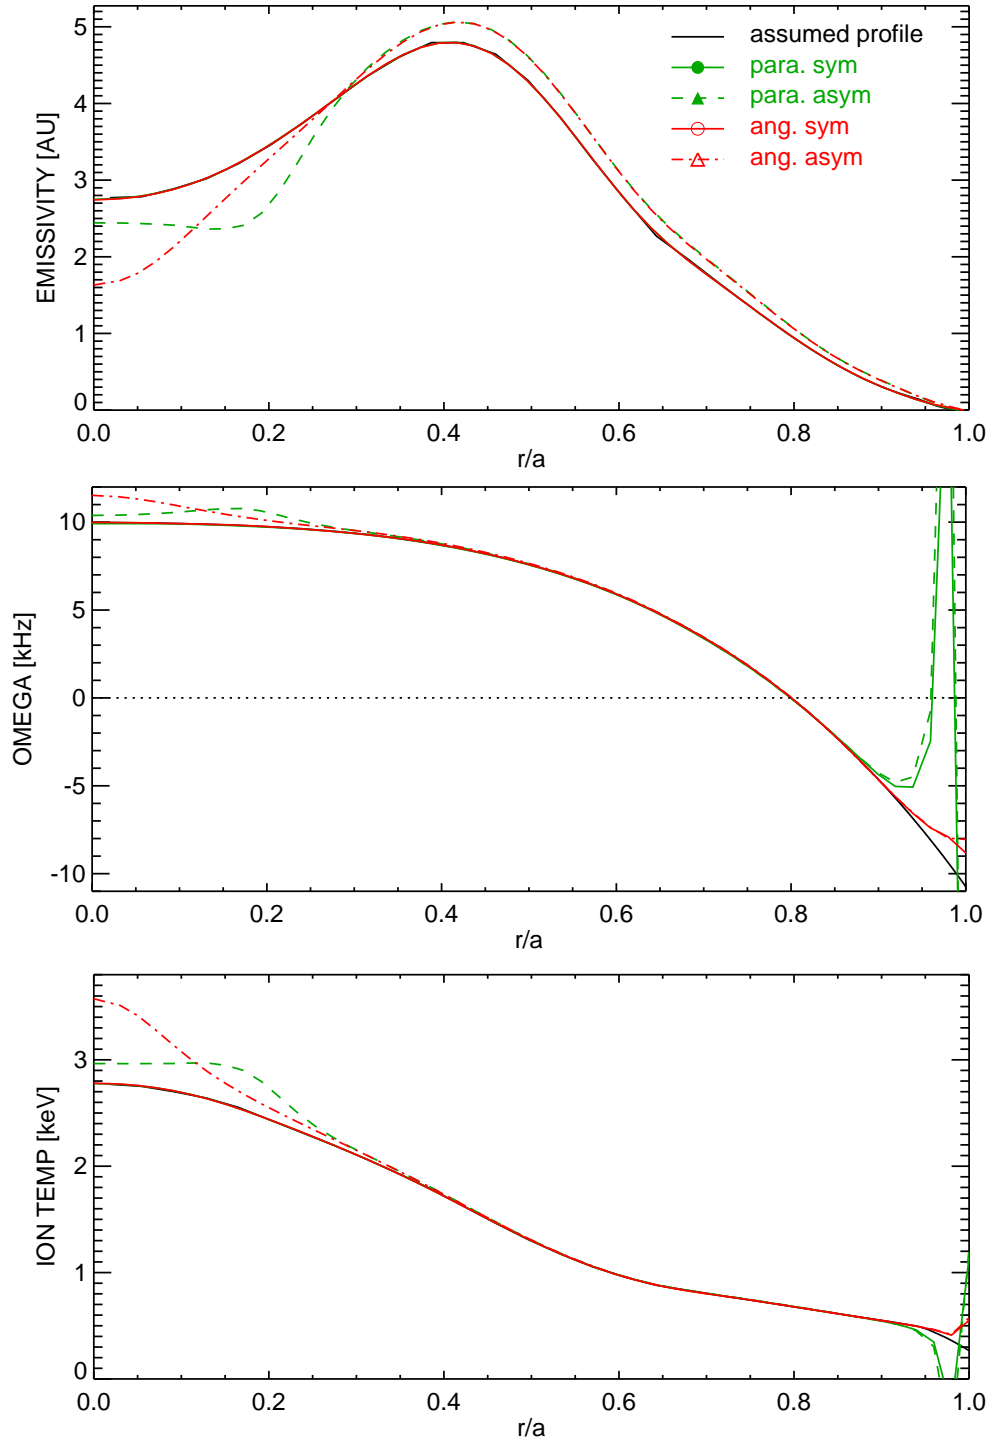 EMISSIVITY [AU]
5
4
3
2
1
0
assumed profile
para. sym
para. asym
ang. sym
ang. asym
0.0 0.2 0.4 0.6 0.8 1.0
r/a
OMEGA [kHz]
10
5
0
-5
-10
0.0 0.2 0.4 0.6 0.8 1.0
r/a
ION TEMP [keV]
3
2
1
0
0.0 0.2 0.4 0.6 0.8 1.0
r/a